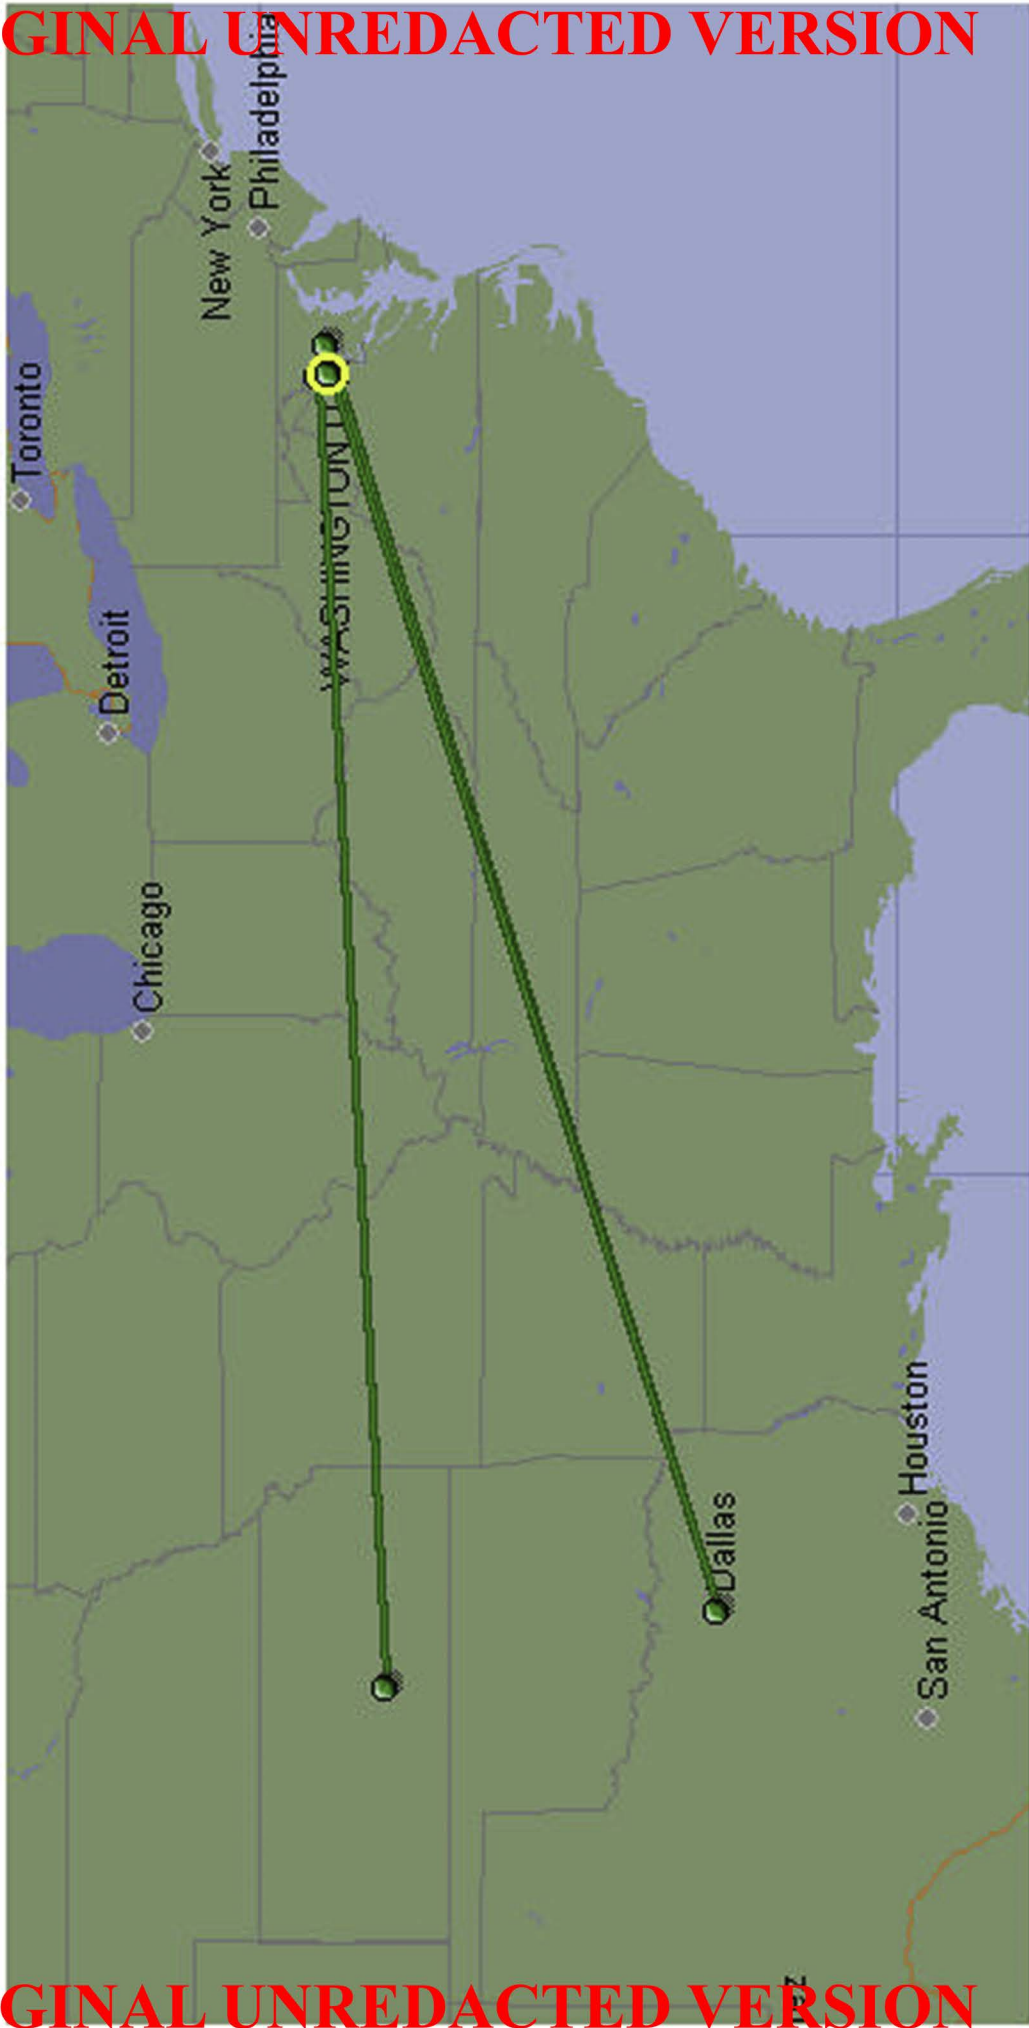 GINAL UNREDACTED VERSION
Philadelphia
New York
Toronto
WASHINGTON D
Detroit
Chicago
Dallas
Houston
San Antonio
GINAL UNREDACTED VERSION